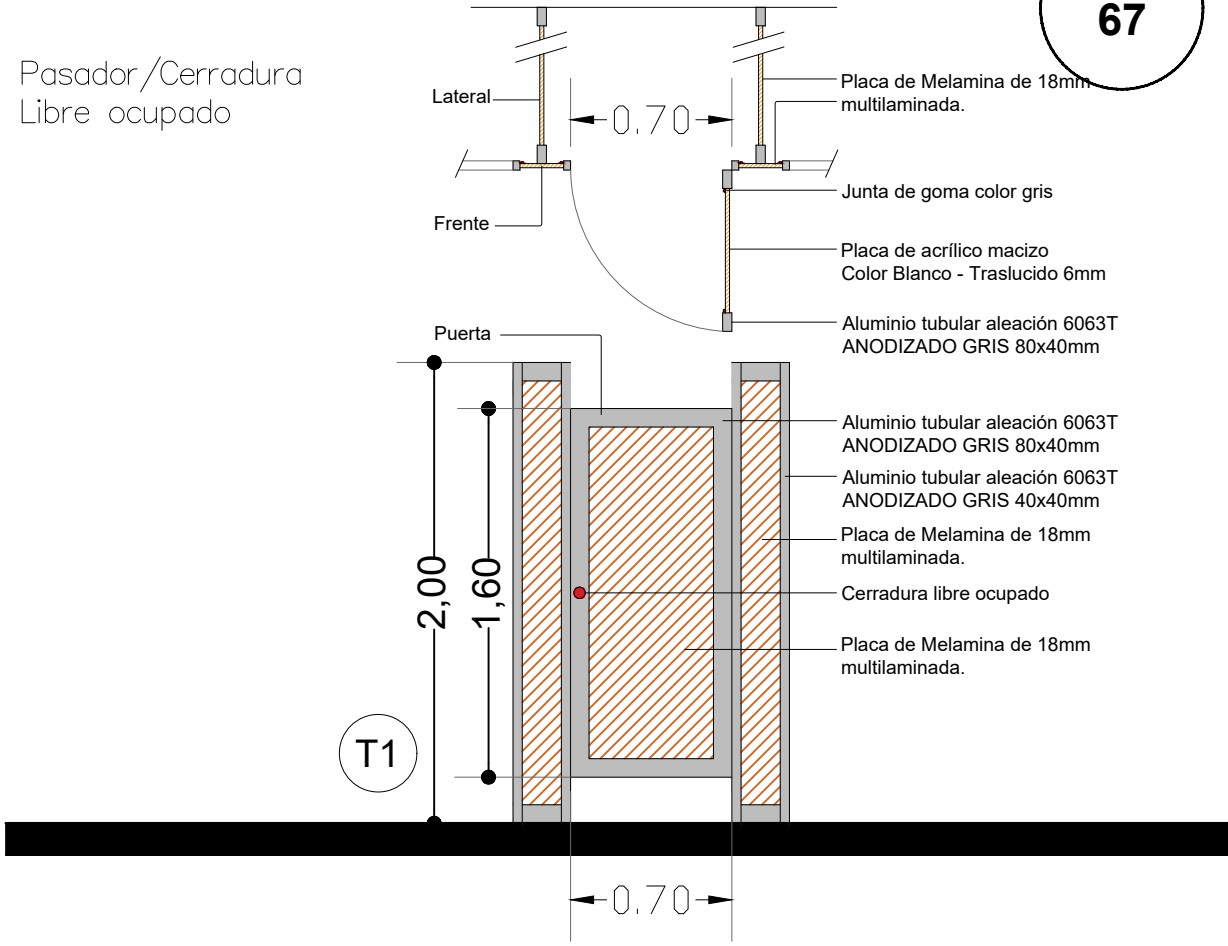 67
Pasador/Cerradura
Libre ocupado
Lateral
0.70
Placa de Melamina de 18mm
multilaminada.
Junta de goma color gris
Frente
Placa de acrílico macizo
Color Blanco - Traslucido 6mm
Aluminio tubular aleación 6063T
ANODIZADO GRIS 80x40mm
Puerta
Aluminio tubular aleación 6063T
ANODIZADO GRIS 80x40mm
Aluminio tubular aleación 6063T
ANODIZADO GRIS 40x40mm
Placa de Melamina de 18mm
multilaminada.
2,00
1,60
Cerradura libre ocupado
Placa de Melamina de 18mm
multilaminada.
T1
0.70